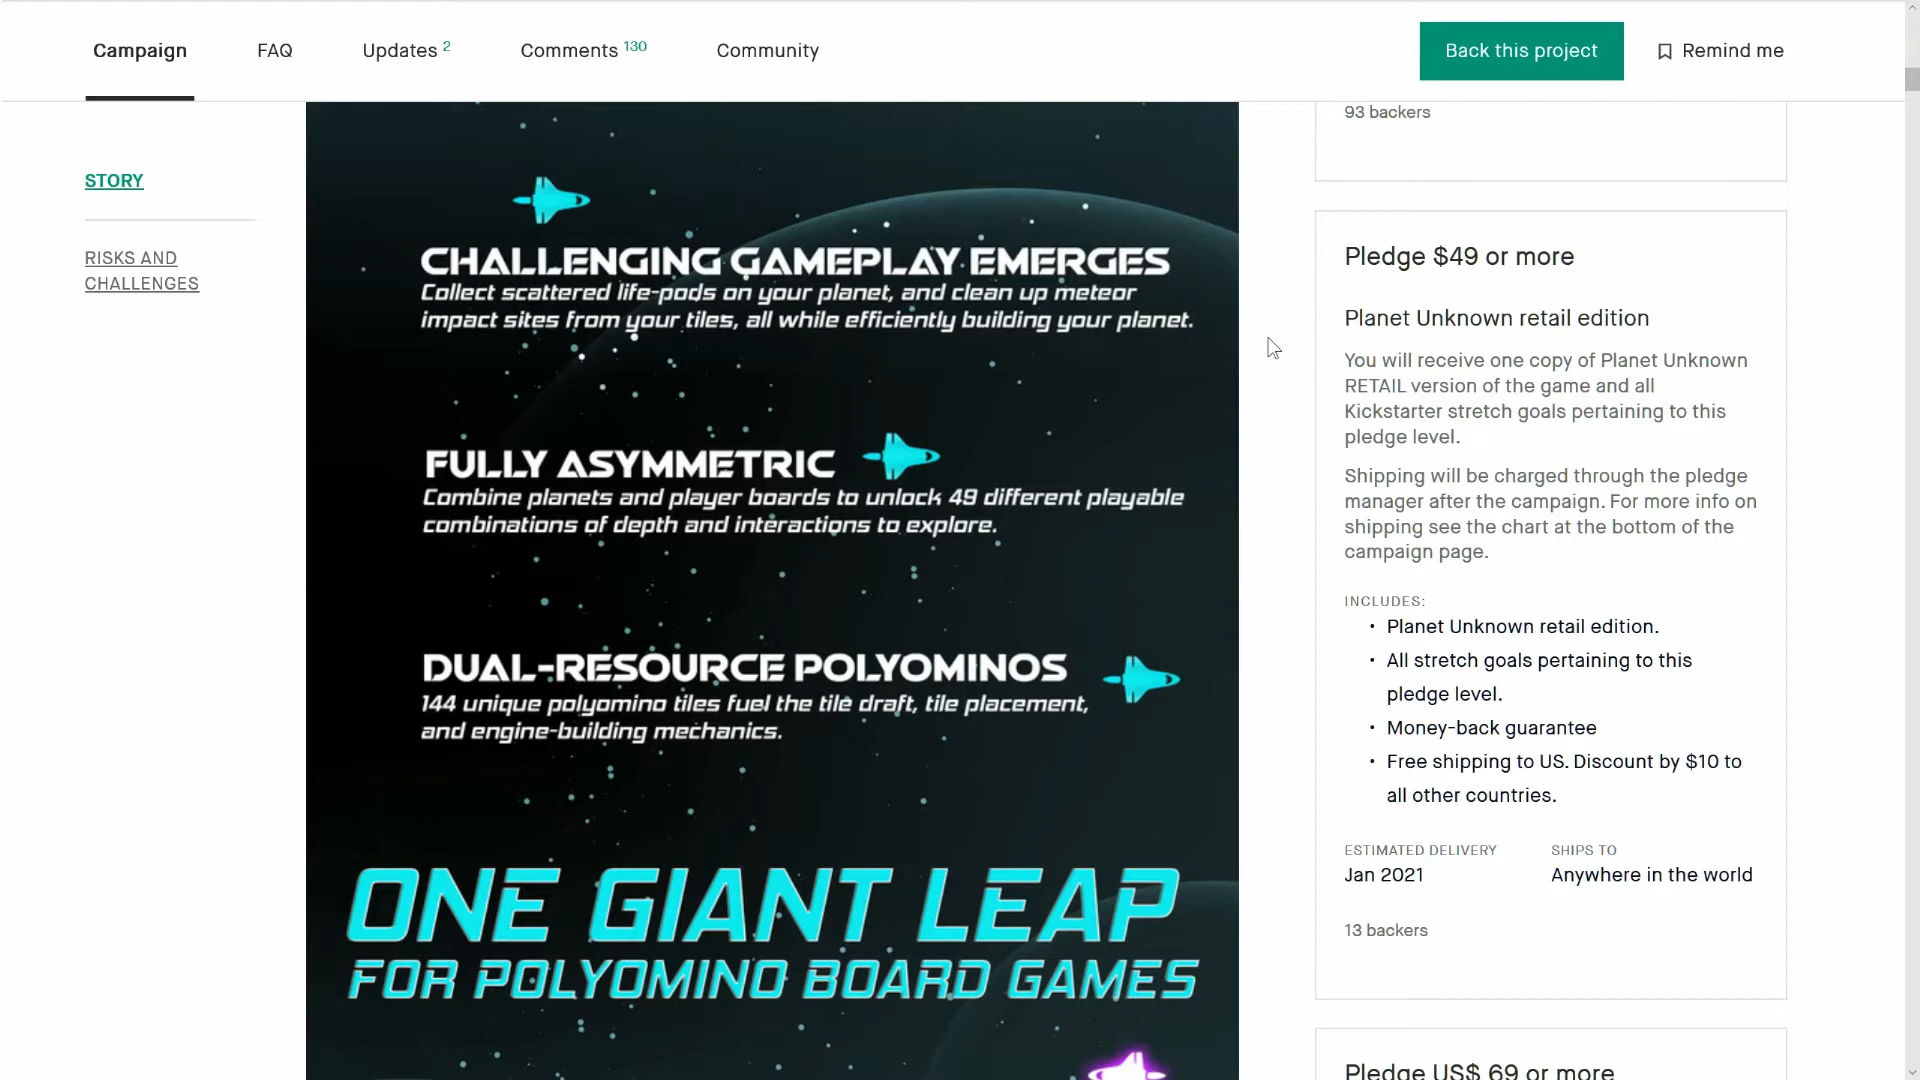 Campaign
FAQ
Updates 2
Comments 130
Community
Back this project
Remind me
STORY
RISKS AND
CHALLENGES
CHALLENGING GAMEPLAY EMERGES
Collect scattered life-pods on your planet, and clean up meteor
impact sites from your tiles, all while efficiently building your planet.
FULLY ASYMMETRIC
Combine planets and player boards to unlock 49 different playable
combinations of depth and interactions to explore.
DUAL-RESOURCE POLYOMINOS
144 unique polyomino tiles fuel the tile draft, tile placement,
and engine-building mechanics.
ONE GIANT LEAP
FOR POLYOMINO BOARD GAMES
93 backers
Pledge $49 or more
Planet Unknown retail edition
You will receive one copy of Planet Unknown
RETAIL version of the game and all
Kickstarter stretch goals pertaining to this
pledge level.
Shipping will be charged through the pledge
manager after the campaign. For more info on
shipping see the chart at the bottom of the
campaign page.
INCLUDES:
• Planet Unknown retail edition.
• All stretch goals pertaining to this
pledge level.
• Money-back guarantee
• Free shipping to US. Discount by $10 to
all other countries.
ESTIMATED DELIVERY
Jan 2021
SHIPS TO
Anywhere in the world
13 backers
Pledge US$ 69 or more